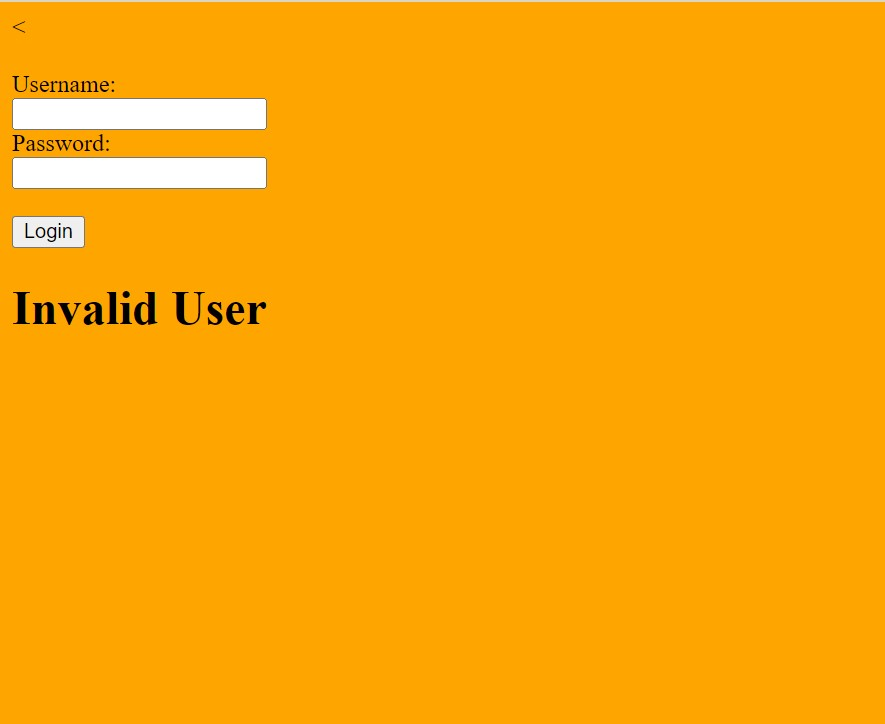 <
Username:
Password:
Login
Invalid User